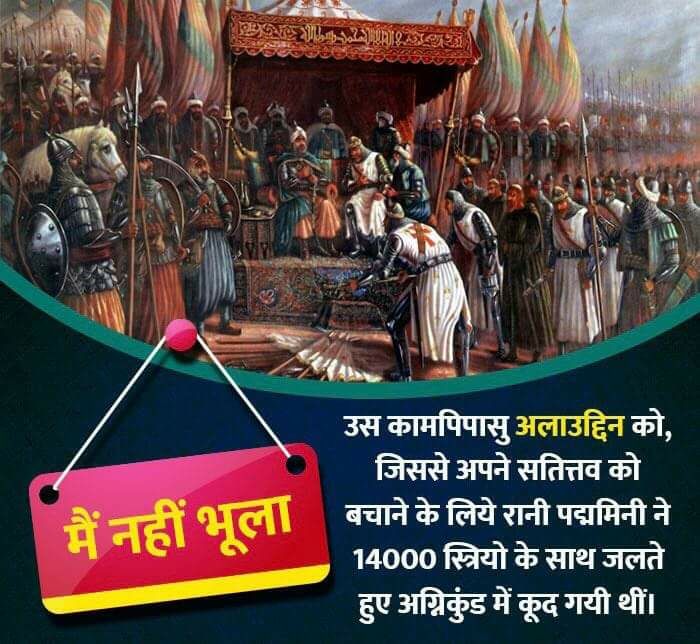 मैं नहीं भूला
उस कामपिपासु अलाउद्दिन को,
जिससे अपने सतित्तव को
बचाने के लिये रानी पद्ममिनी ने
14000 स्त्रियो के साथ जलते
हुए अग्निकुंड में कूद गयी थीं।